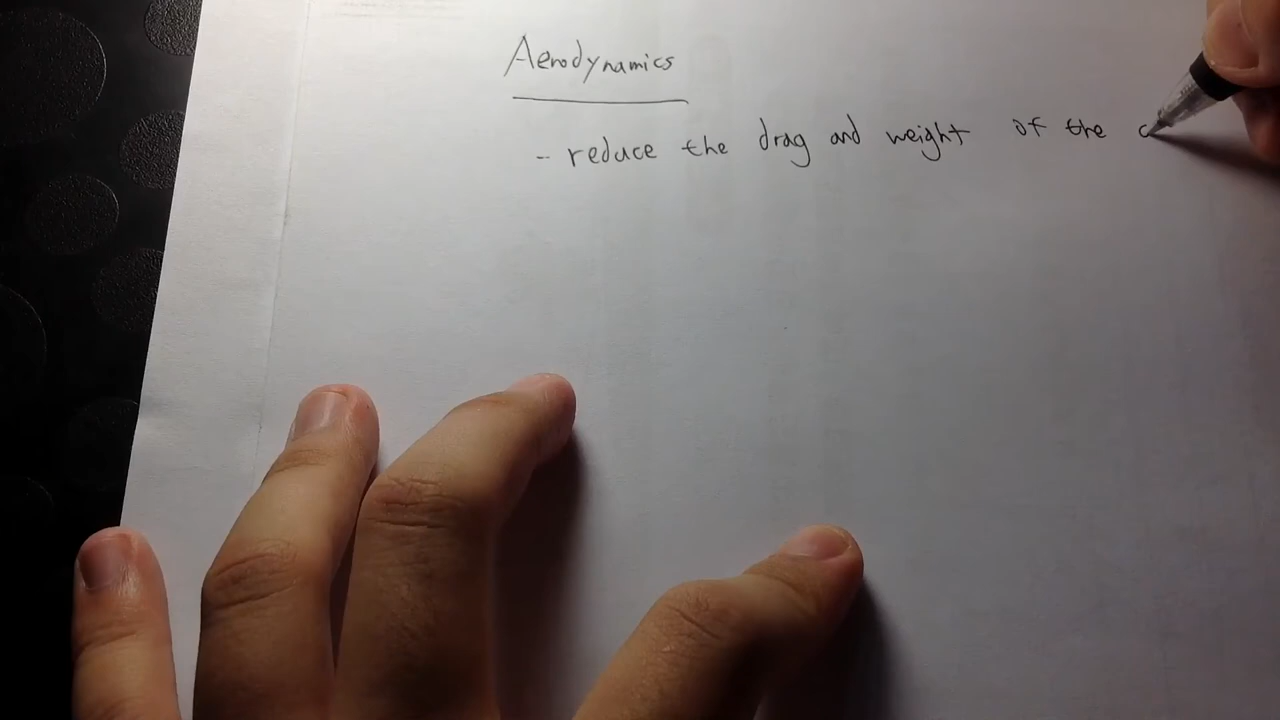 Aerodynamics
- reduce the drag and weight of the